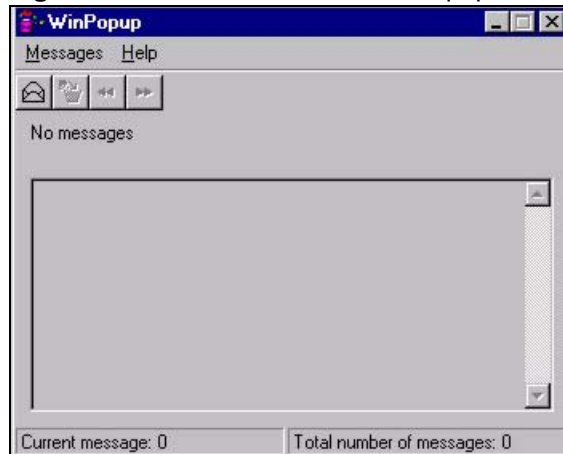 WinPopup
Messages Help
No messages
Current message: 0 Total number of messages: 0